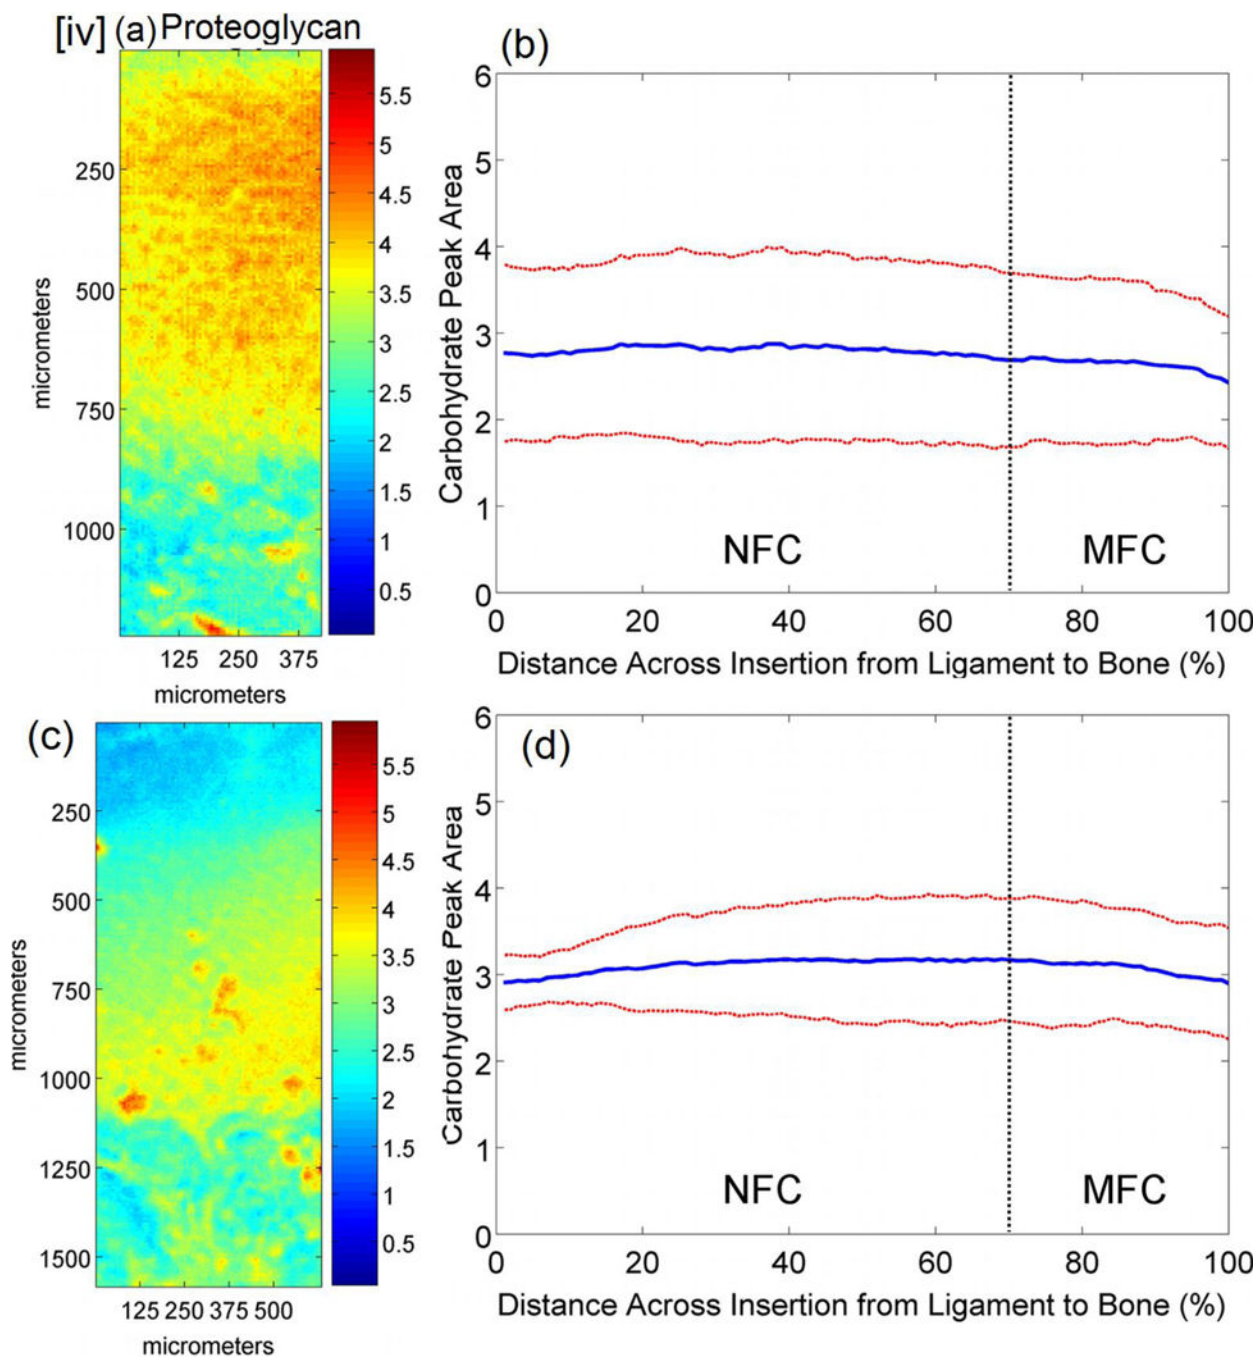 [iv] (a) Proteoglycan
5.5
5
4.5
4
3.5
3
2.5
2
1.5
1
0.5
250
500
750
1000
micrometers
125 250 375
micrometers
(b)
6
5
4
3
2
1
0
Carbohydrate Peak Area
NFC MFC
0 20 40 60 80 100
Distance Across Insertion from Ligament to Bone (%)
(c)
5.5
5
4.5
4
3.5
3
2.5
2
1.5
1
0.5
250
500
750
1000
1250
1500
micrometers
125 250 375 500
micrometers
(d)
6
5
4
3
2
1
0
Carbohydrate Peak Area
NFC MFC
0 20 40 60 80 100
Distance Across Insertion from Ligament to Bone (%)